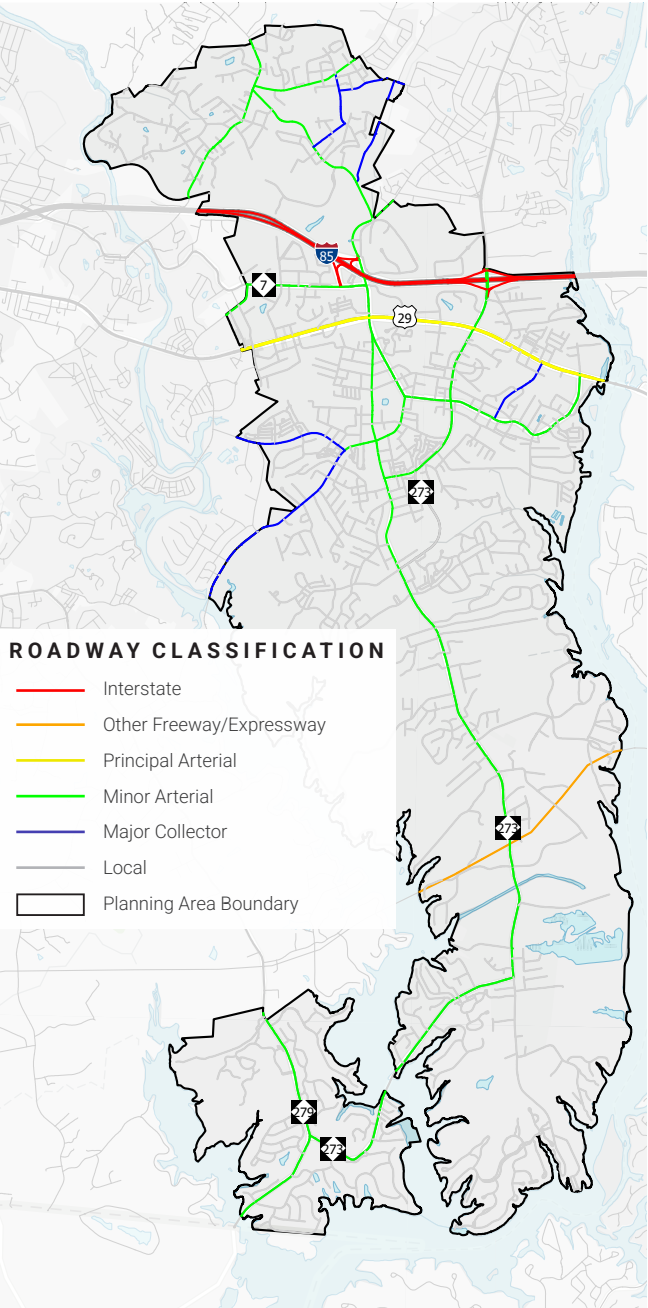 85
7
29
273
ROADWAY CLASSIFICATION
Interstate
Other Freeway/Expressway
Principal Arterial
Minor Arterial
Major Collector
Local
Planning Area Boundary
273
279
273